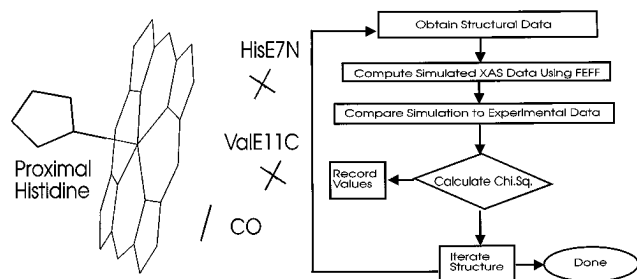 HisE7N
ValE11C
Proximal
Histidine
CO
Obtain Structural Data
Compute Simulated XAS Data Using FEFF
Compare Simulation to Experimental Data
Calculate Chi.Sq.
Record
Values
Iterate
Structure
Done